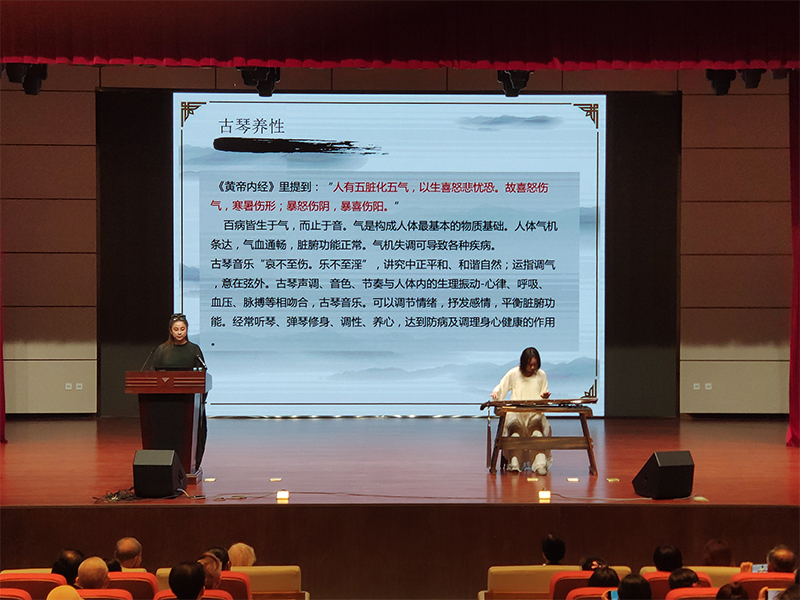 古琴养性
《黄帝内经》里提到：“人有五脏化五气，以生喜怒悲忧恐。故喜怒伤
气，寒暑伤形；暴怒伤阴，暴喜伤阳。“
百病皆生于气，而止于音。气是构成人体最基本的物质基础。人体气机
条达，气血通畅，脏腑功能正常。气机失调可导致各种疾病。
古琴音乐“哀不至伤。乐不至淫”，讲究中正平和、和谐自然；运指调气
，意在弦外。古琴声调、音色、节奏与人体内的生理振动-心律、呼吸、
血压、脉搏等相吻合，古琴音乐。可以调节情绪，抒发感情，平衡脏腑功
能。经常听琴、弹琴修身、调性、养心，达到防病及调理身心健康的作用
。